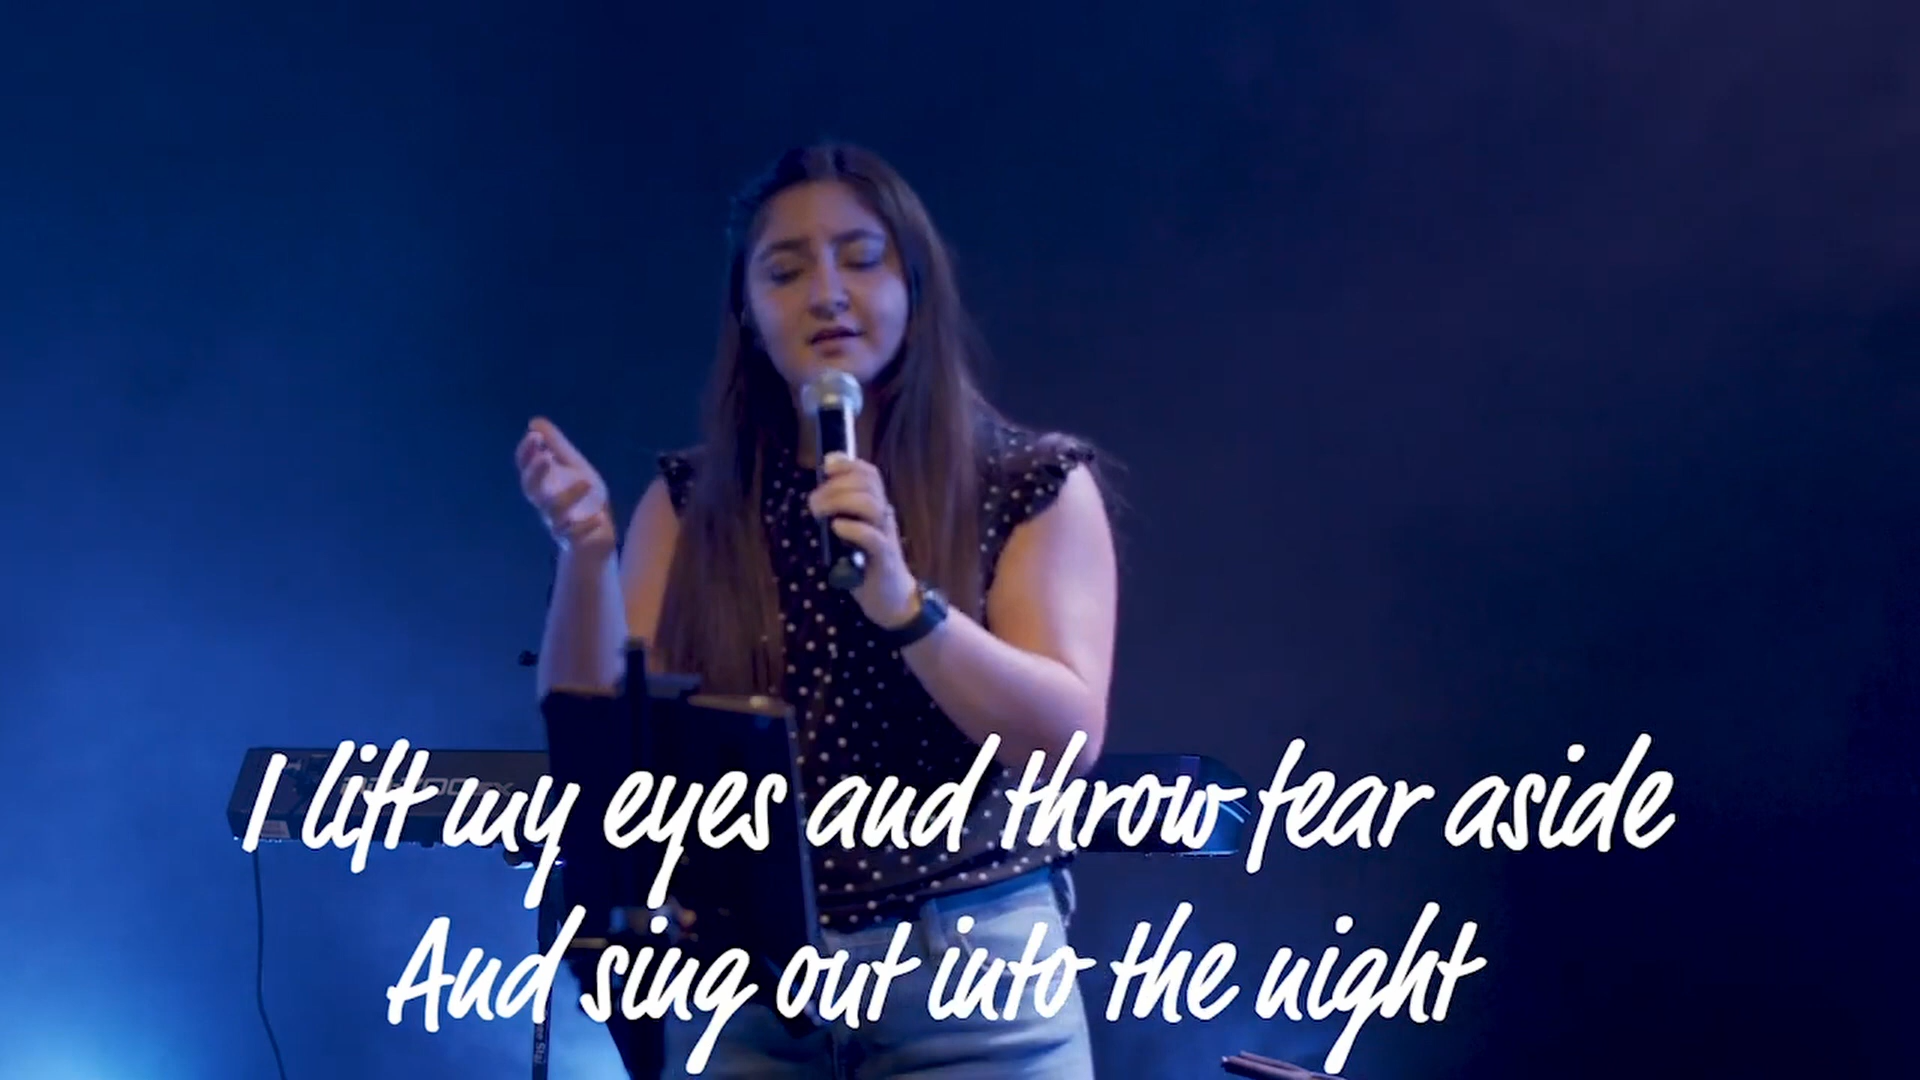 I lift my eyes and throw fear aside
And sing out into the night